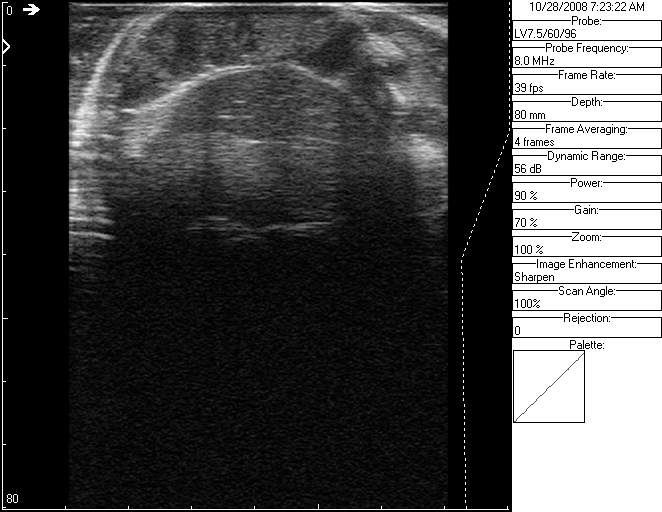 0
80
10/28/2008 7:23:22 AM
Probe:
LV7.5/60/96
Probe Frequency:
8.0 MHz
Frame Rate:
39 fps
Depth:
80 mm
Frame Averaging:
4 frames
Dynamic Range:
56 dB
Power:
90 %
Gain:
70 %
Zoom:
100 %
Image Enhancement:
Sharpen
Scan Angle:
100%
Rejection:
0
Palette: